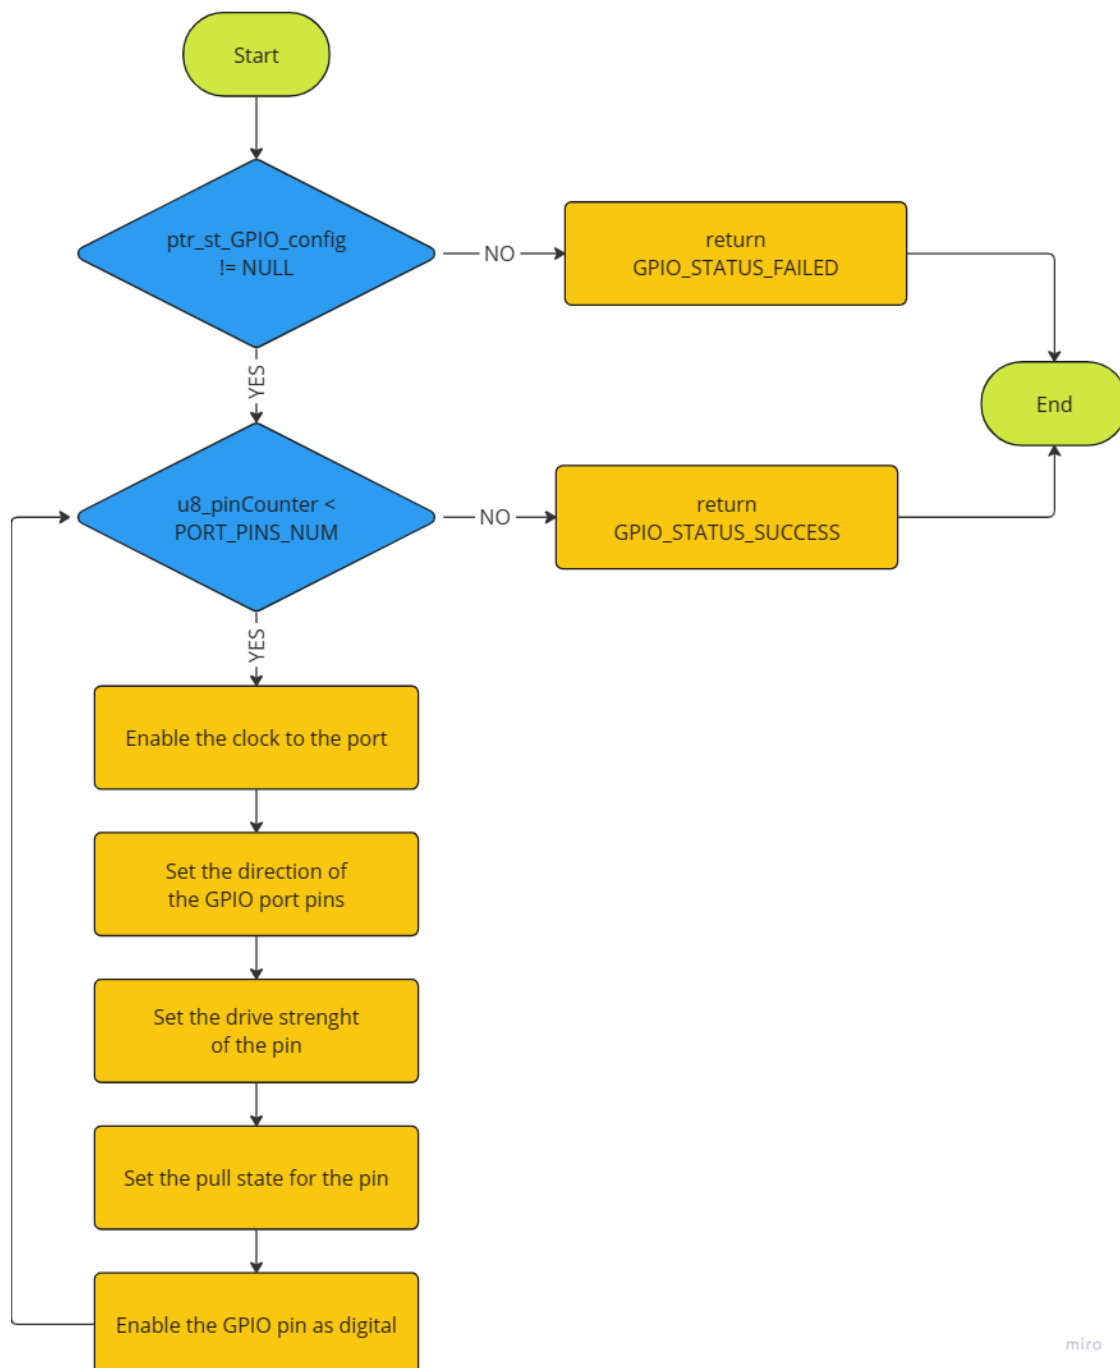 Start
ptr_st_GPIO_config
!= NULL
NO
return
GPIO_STATUS_FAILED
YES
End
u8_pinCounter <
PORT_PINS_NUM
NO
return
GPIO_STATUS_SUCCESS
YES
Enable the clock to the port
Set the direction of
the GPIO port pins
Set the drive strenght
of the pin
Set the pull state for the pin
Enable the GPIO pin as digital
miro